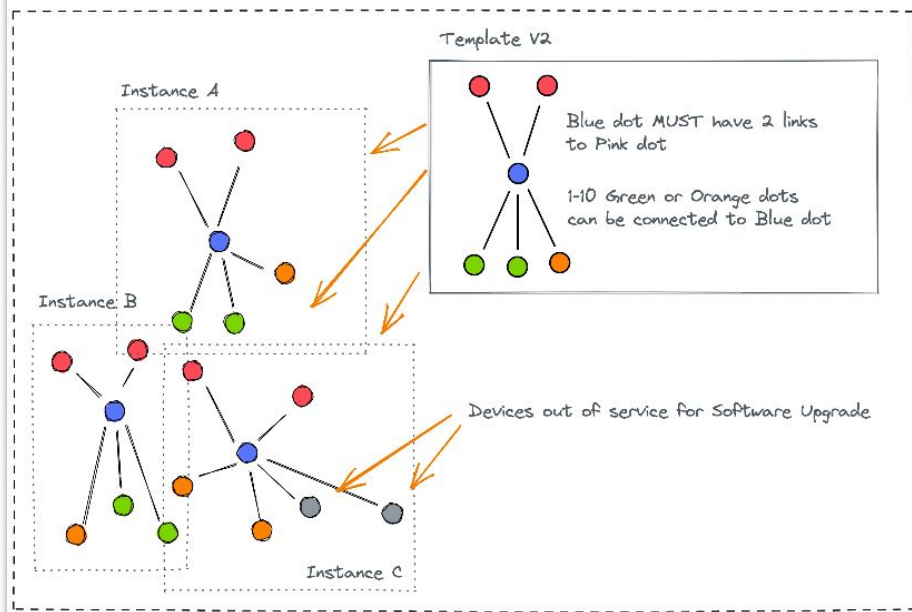 Template V2
Instance A
Blue dot MUST have 2 links
to Pink dot
1-10 Green or Orange dots
can be connected to Blue dot
Instance B
Devices out of service for Software Upgrade
Instance C